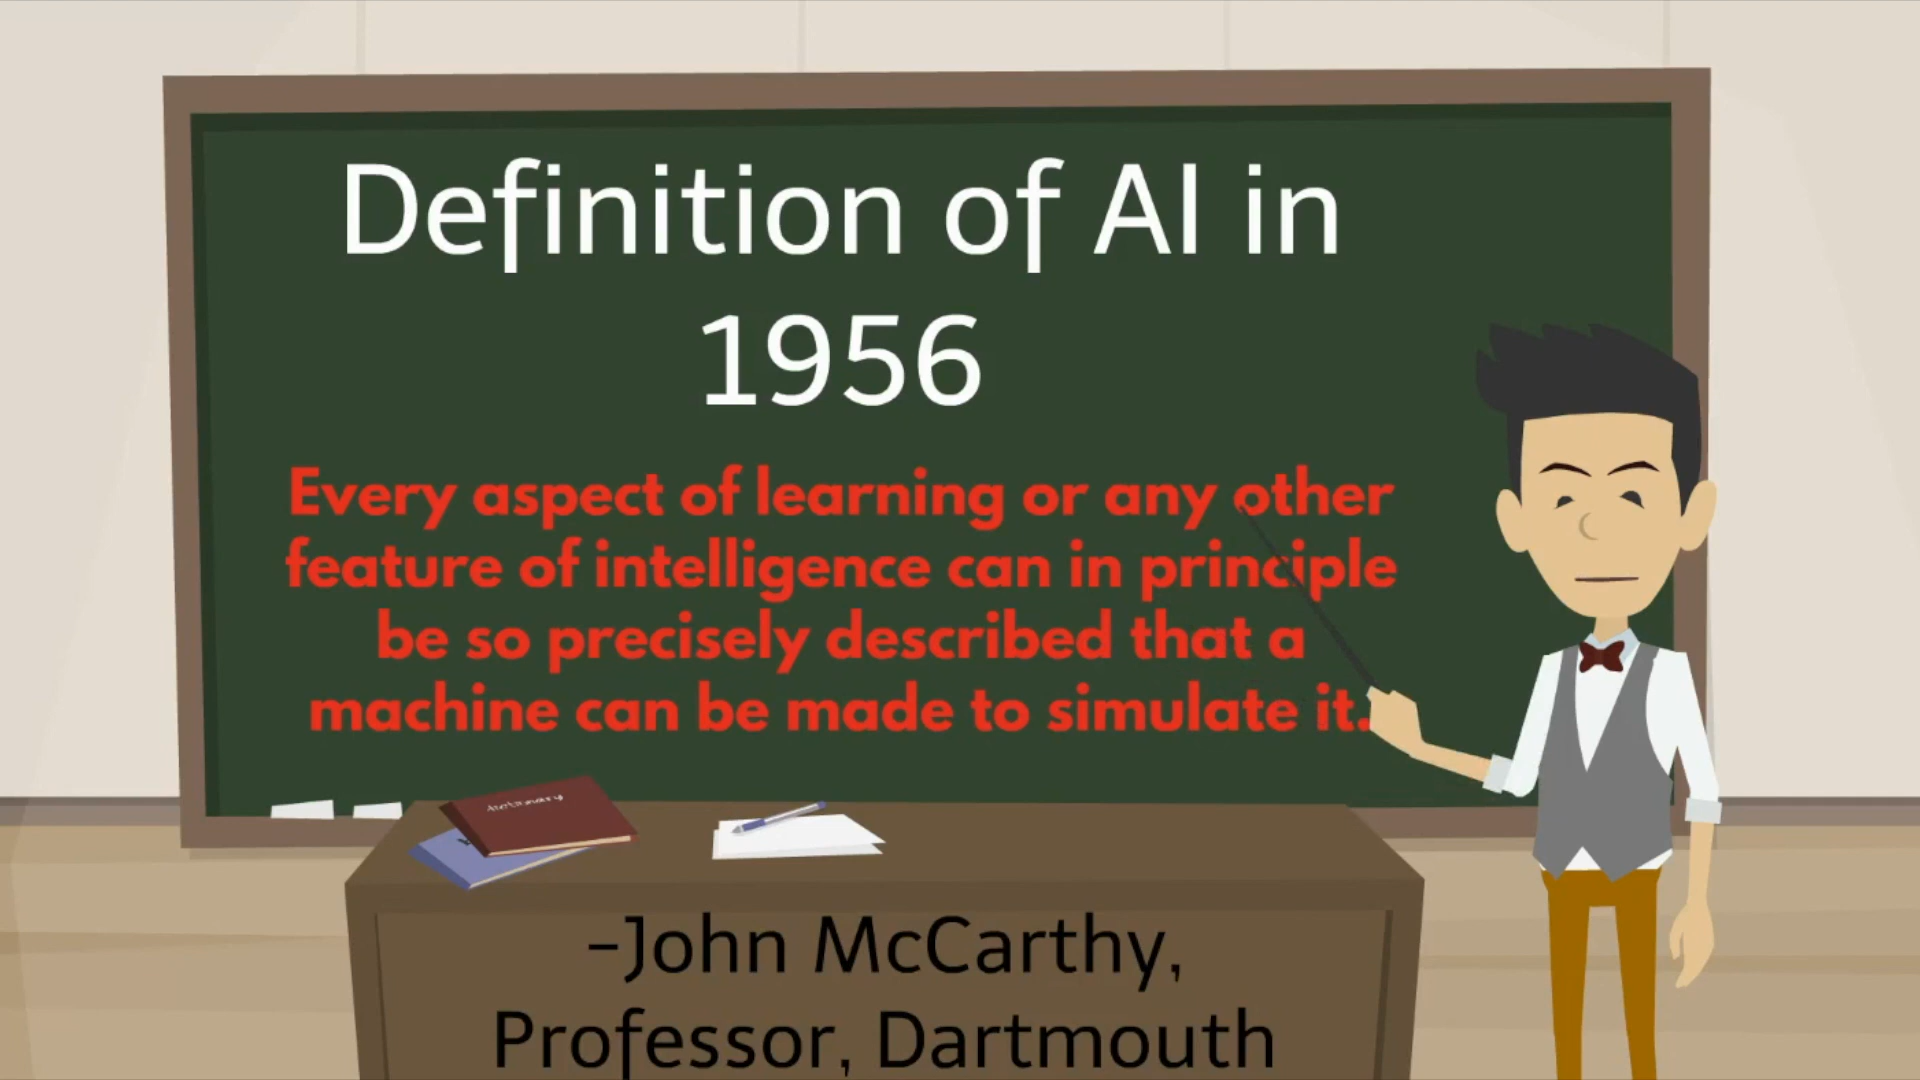 Definition of AI in
1956
Every aspect of learning or any other
feature of intelligence can in principle
be so precisely described that a
machine can be made to simulate it.
Dictionary
-John McCarthy,
Professor, Dartmouth